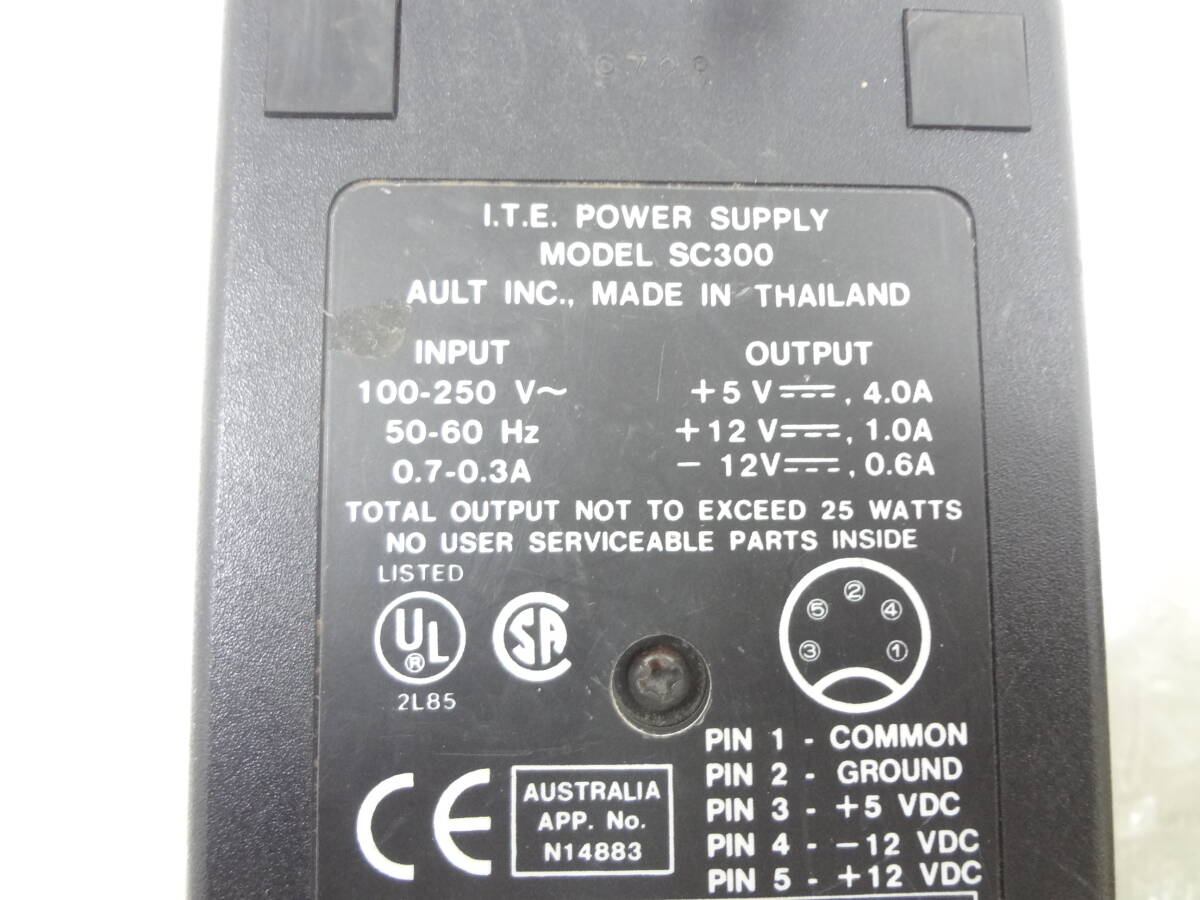 I.T.E. POWER SUPPLY
MODEL SC300
AULT INC., MADE IN THAILAND
INPUT
100-250 V~
50-60 Hz
0.7-0.3A
OUTPUT
+5 V⎓, 4.0A
+12 V⎓, 1.0A
- 12V⎓, 0.6A
TOTAL OUTPUT NOT TO EXCEED 25 WATTS
NO USER SERVICEABLE PARTS INSIDE
LISTED
UL®
2L85
SA
2
5 4
3 1
PIN 1 - COMMON
PIN 2 - GROUND
PIN 3 - +5 VDC
PIN 4 - -12 VDC
PIN 5 - +12 VDC
CE
AUSTRALIA
APP. No.
N14883